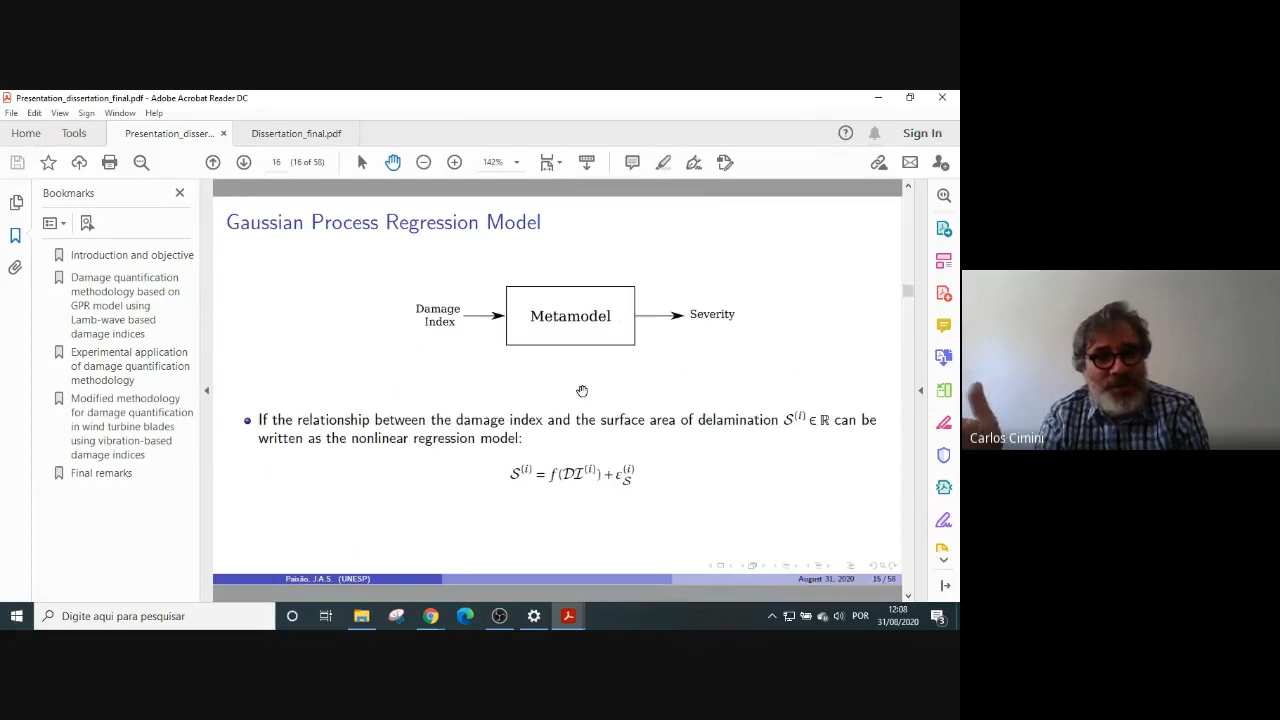 Presentation_dissertation_final.pdf - Adobe Acrobat Reader DC
File Edit View Sign Window Help
Home Tools Presentation_disser... × Dissertation_final.pdf Sign In
16 (16 of 58) 142%
Bookmarks
Introduction and objective
Damage quantification
methodology based on
GPR model using
Lamb-wave based
damage indices
Experimental application
of damage quantification
methodology
Modified methodology
for damage quantification
in wind turbine blades
using vibration-based
damage indices
Final remarks
Gaussian Process Regression Model
Damage
Index
Metamodel
Severity
If the relationship between the damage index and the surface area of delamination 𝒮^(i) ∈ ℝ can be
written as the nonlinear regression model:
𝒮^(i) = f(𝒟ℐ^(i)) + ε_𝒮^(i)
Paixão, J.A.S. (UNESP) August 31, 2020 15 / 58
Carlos Cimini
Digite aqui para pesquisar
POR
12:08
31/08/2020
3